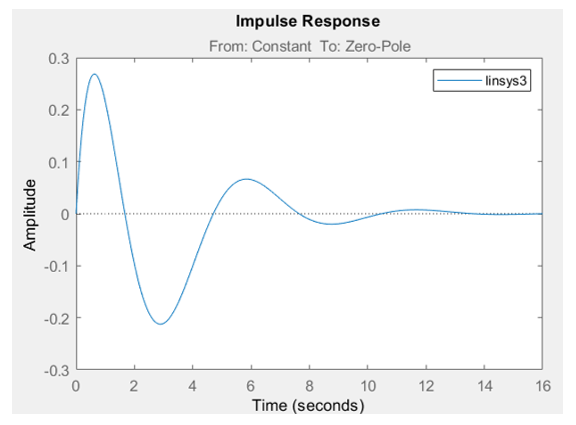 Impulse Response
From: Constant To: Zero-Pole
linsys3
Amplitude
0.3
0.2
0.1
0
-0.1
-0.2
-0.3
0 2 4 6 8 10 12 14 16
Time (seconds)